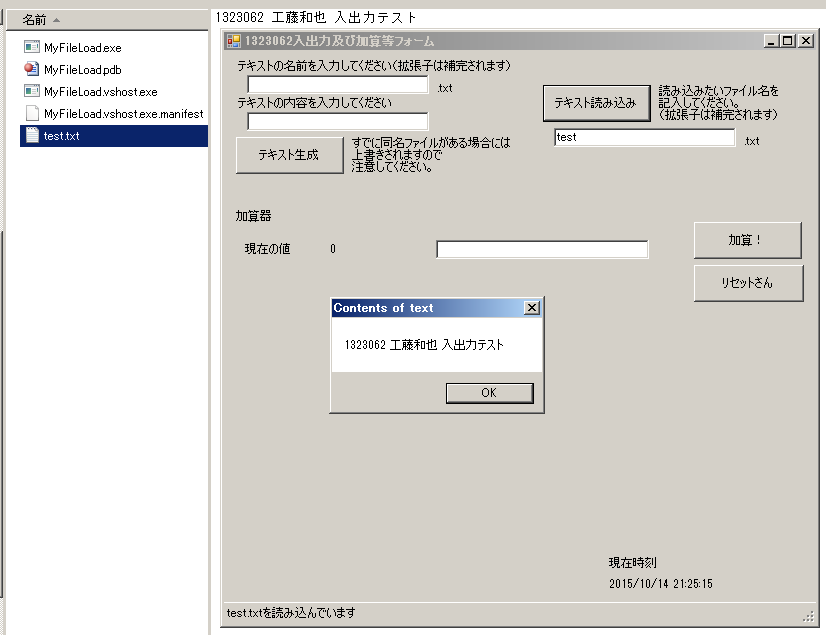 名前
MyFileLoad.exe
MyFileLoad.pdb
MyFileLoad.vshost.exe
MyFileLoad.vshost.exe.manifest
test.txt
1323062 工藤和也 入出力テスト
1323062入出力及び加算等フォーム
テキストの名前を入力してください(拡張子は補完されます)
.txt
テキストの内容を入力してください
テキスト生成
すでに同名ファイルがある場合には
上書きされますので
注意してください。
テキスト読み込み
読み込みたいファイル名を
記入してください。
(拡張子は補完されます)
test
.txt
加算器
現在の値 0
加算！
リセットさん
Contents of text
1323062 工藤和也 入出力テスト
OK
現在時刻
2015/10/14 21:25:15
test.txtを読み込んでいます